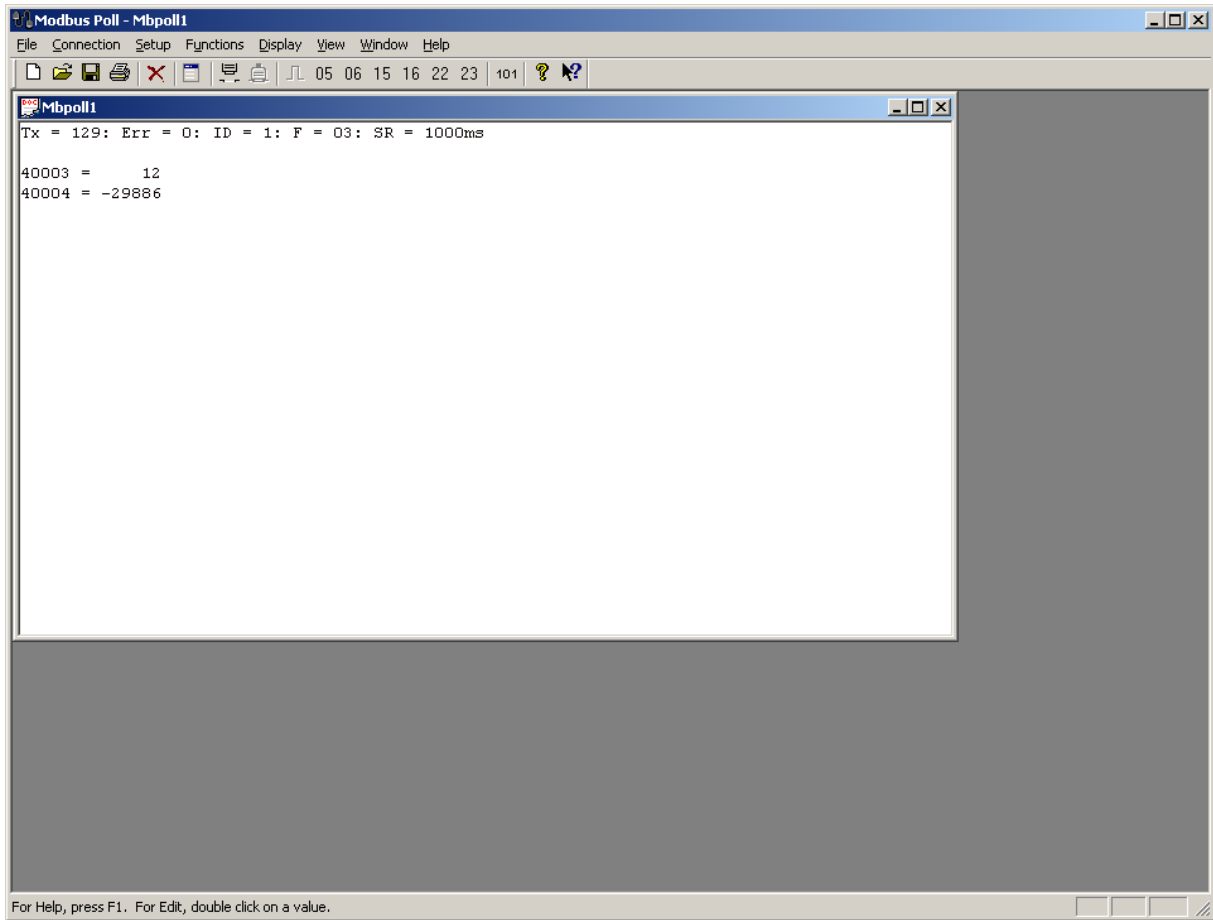 Modbus Poll - Mbpoll1
File Connection Setup Functions Display View Window Help
05 06 15 16 22 23 101
Mbpoll1
Tx = 129: Err = 0: ID = 1: F = 03: SR = 1000ms
40003 = 12
40004 = -29886
For Help, press F1. For Edit, double click on a value.